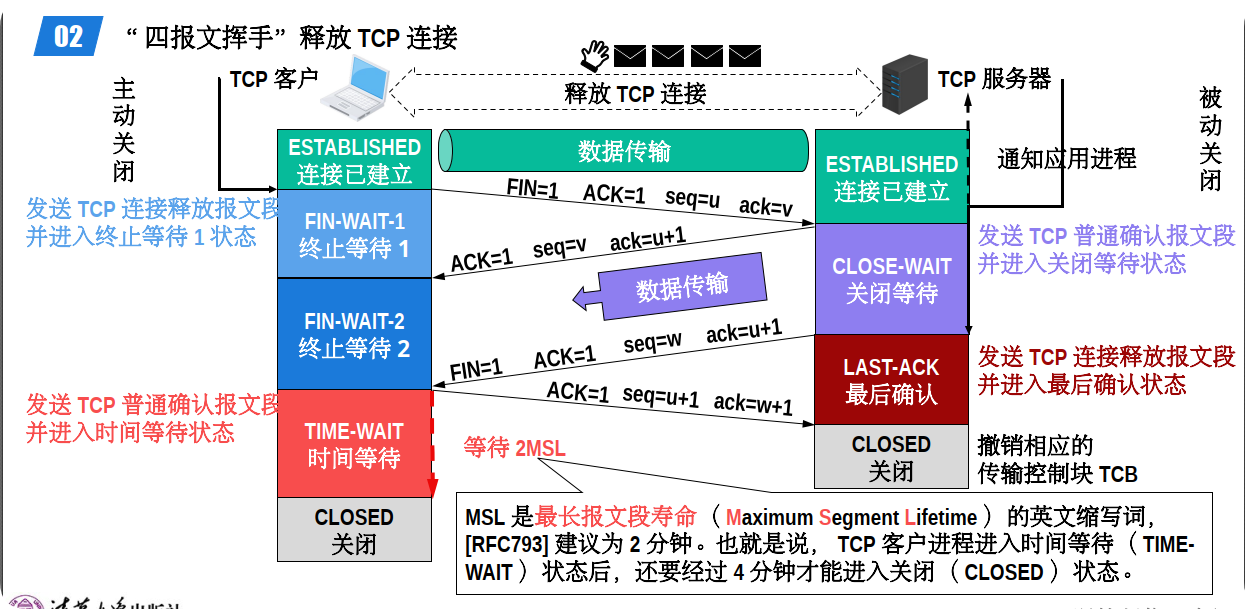 02 “四报文挥手”释放 TCP 连接
TCP 客户
释放 TCP 连接
TCP 服务器
主动关闭
被动关闭
ESTABLISHED
连接已建立
数据传输
ESTABLISHED
连接已建立
通知应用进程
FIN=1 ACK=1 seq=u ack=v
发送 TCP 连接释放报文段
并进入终止等待 1 状态
FIN-WAIT-1
终止等待 1
ACK=1 seq=v ack=u+1
CLOSE-WAIT
关闭等待
发送 TCP 普通确认报文段
并进入关闭等待状态
数据传输
FIN-WAIT-2
终止等待 2
FIN=1 ACK=1 seq=w ack=u+1
LAST-ACK
最后确认
发送 TCP 连接释放报文段
并进入最后确认状态
ACK=1 seq=u+1 ack=w+1
发送 TCP 普通确认报文段
并进入时间等待状态
TIME-WAIT
时间等待
等待 2MSL
CLOSED
关闭
撤销相应的
传输控制块 TCB
CLOSED
关闭
MSL 是最长报文段寿命（Maximum Segment Lifetime）的英文缩写词，
[RFC793] 建议为 2 分钟。也就是说， TCP 客户进程进入时间等待（TIME-
WAIT）状态后，还要经过 4 分钟才能进入关闭（CLOSED）状态。